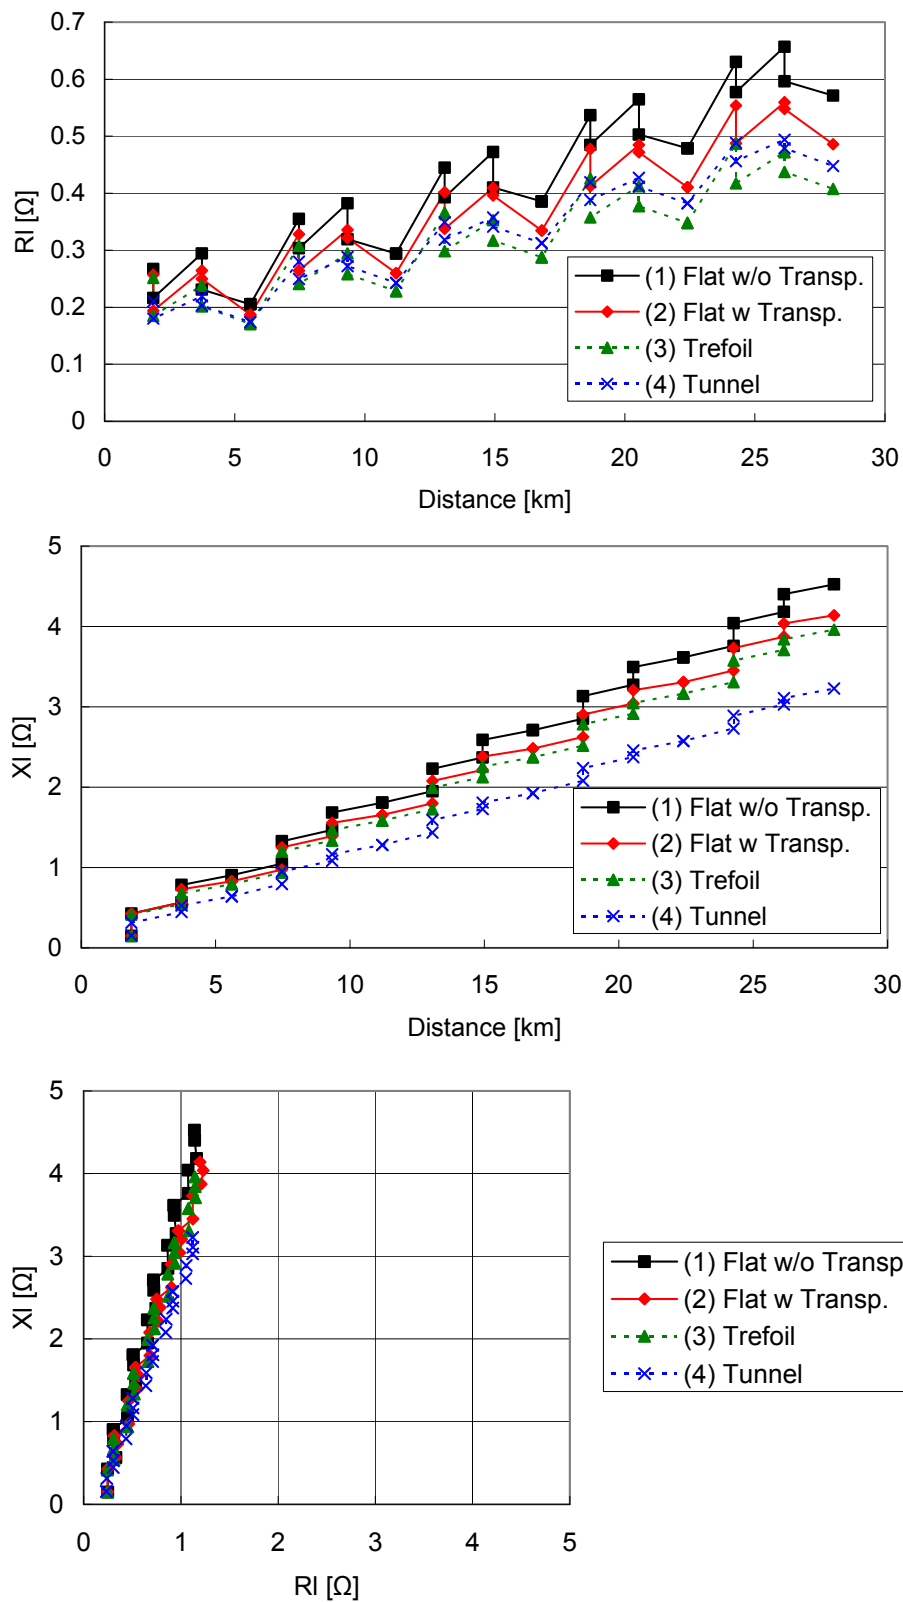 0.7
0.6
0.5
0.4
0.3
0.2
0.1
0
Rl [Ω]
(1) Flat w/o Transp.
(2) Flat w Transp.
(3) Trefoil
(4) Tunnel
0 5 10 15 20 25 30
Distance [km]
5
4
3
2
1
0
Xl [Ω]
(1) Flat w/o Transp.
(2) Flat w Transp.
(3) Trefoil
(4) Tunnel
0 5 10 15 20 25 30
Distance [km]
5
4
3
2
1
0
Xl [Ω]
(1) Flat w/o Transp
(2) Flat w Transp.
(3) Trefoil
(4) Tunnel
0 1 2 3 4 5
Rl [Ω]